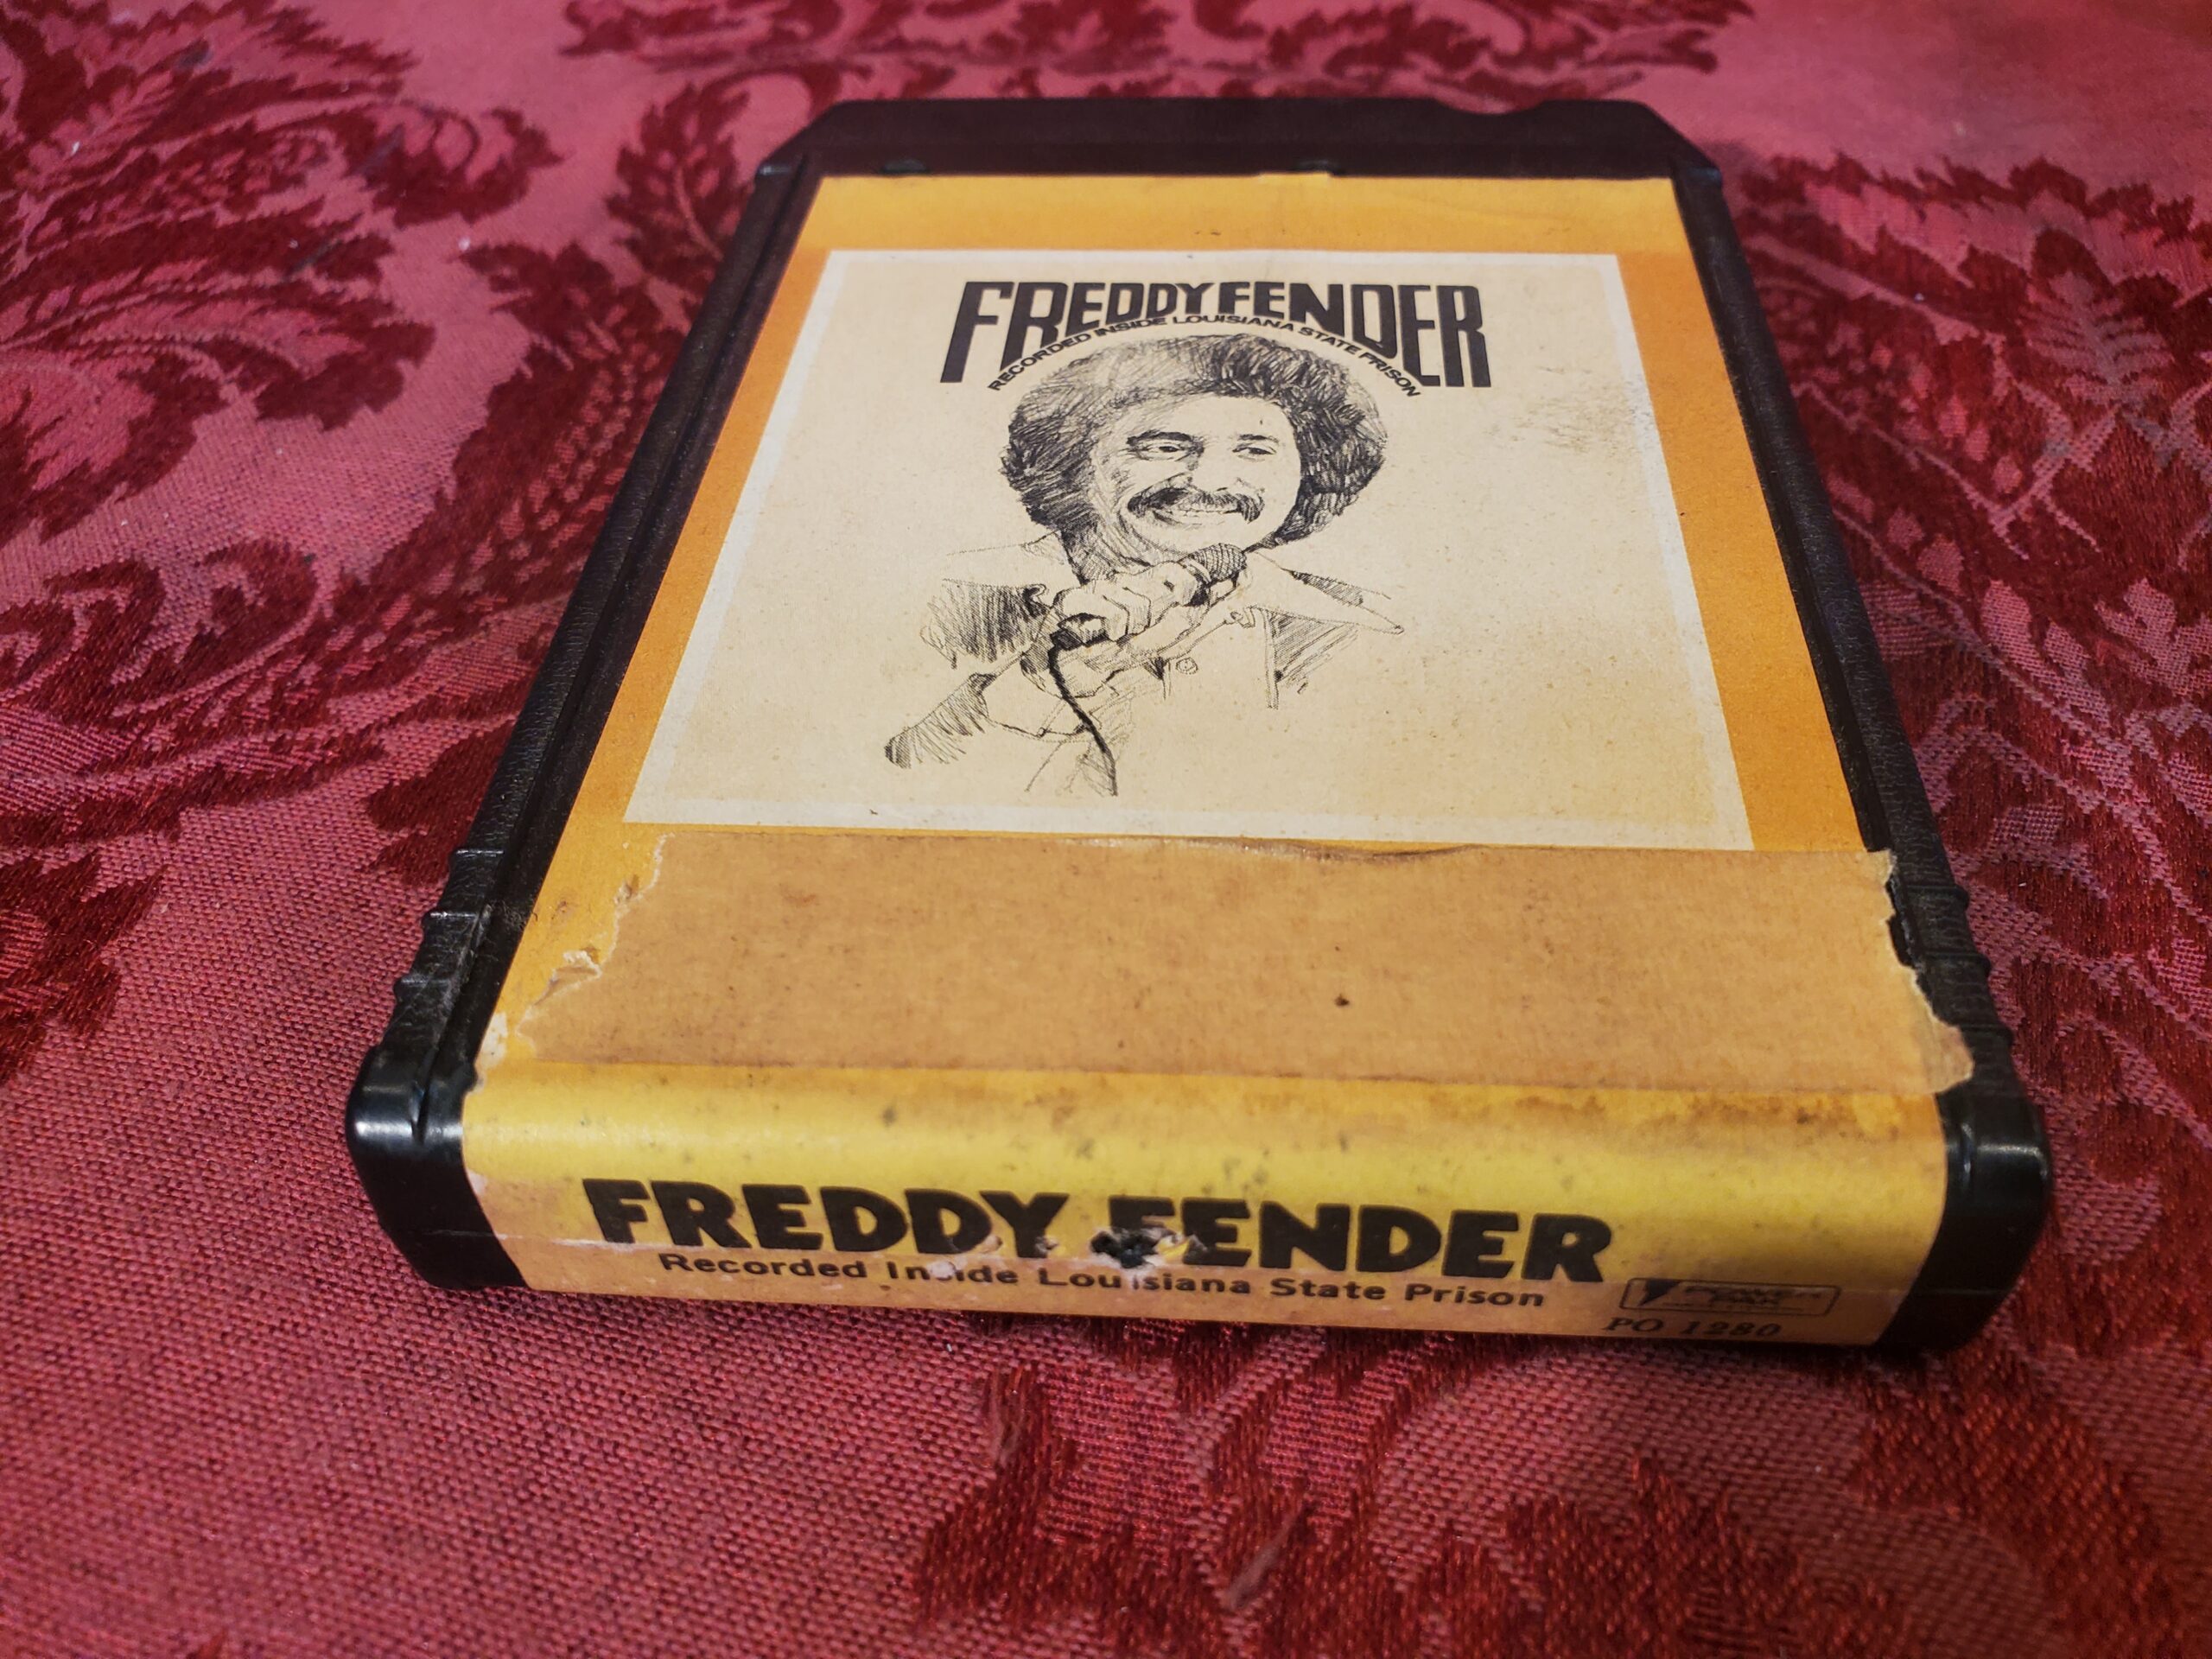 FREDDY FENDER
RECORDED INSIDE LOUISIANA STATE PRISON
FREDDY FENDER
Recorded Inside Louisiana State Prison
PO 1280